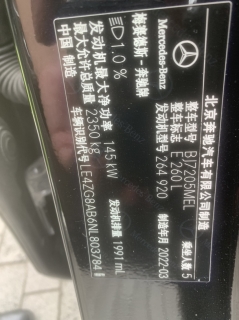 Mercedes-Benz
梅赛德斯-奔驰牌
1.0 %
北京奔驰汽车有限公司制造
整车型号 BJ7205MEL
整车标志 E 260 L 乘坐人数 5
发动机型号 264 920 制造年月 2022-03
发动机最大净功率 145 kW 发动机排量 1991 mL
最大允许总质量 2350 kg
车辆识别代号 LE4ZG8AB6NL803784
中国 制造